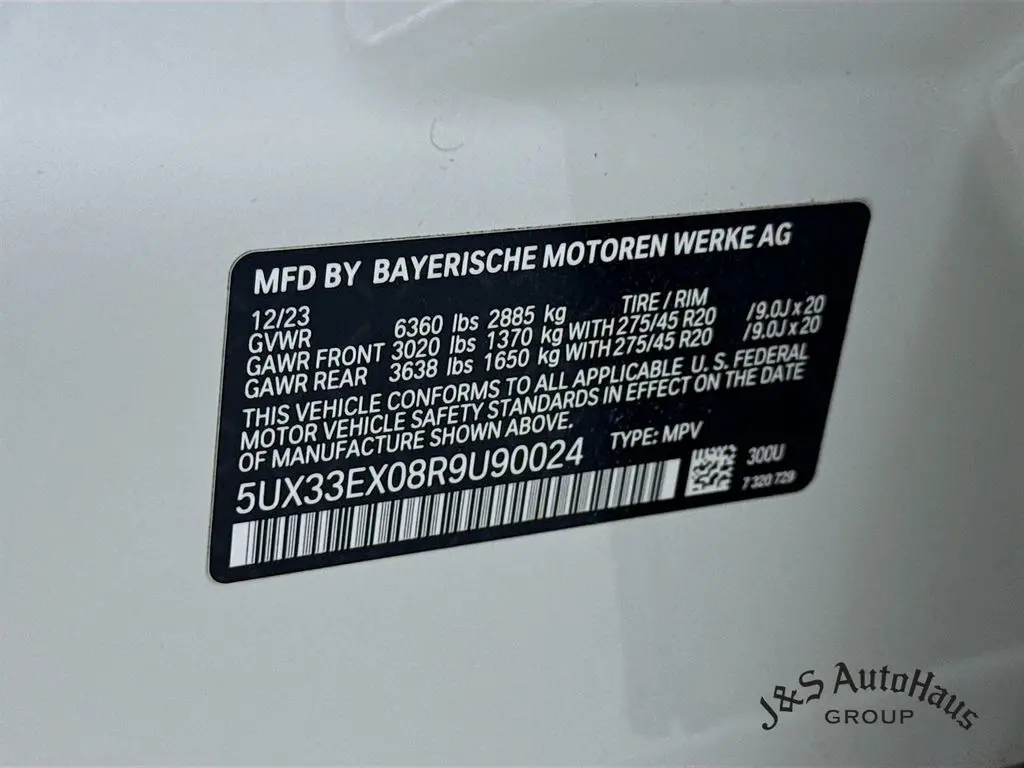 MFD BY BAYERISCHE MOTOREN WERKE AG
12/23 TIRE / RIM
GVWR 6360 lbs 2885 kg
GAWR FRONT 3020 lbs 1370 kg WITH 275/45 R20 /9.0J x 20
GAWR REAR 3638 lbs 1650 kg WITH 275/45 R20 /9.0J x 20
THIS VEHICLE CONFORMS TO ALL APPLICABLE U.S. FEDERAL
MOTOR VEHICLE SAFETY STANDARDS IN EFFECT ON THE DATE
OF MANUFACTURE SHOWN ABOVE.
5UX33EX08R9U90024 TYPE: MPV
300U
7 320 729
J&S AutoHaus
GROUP